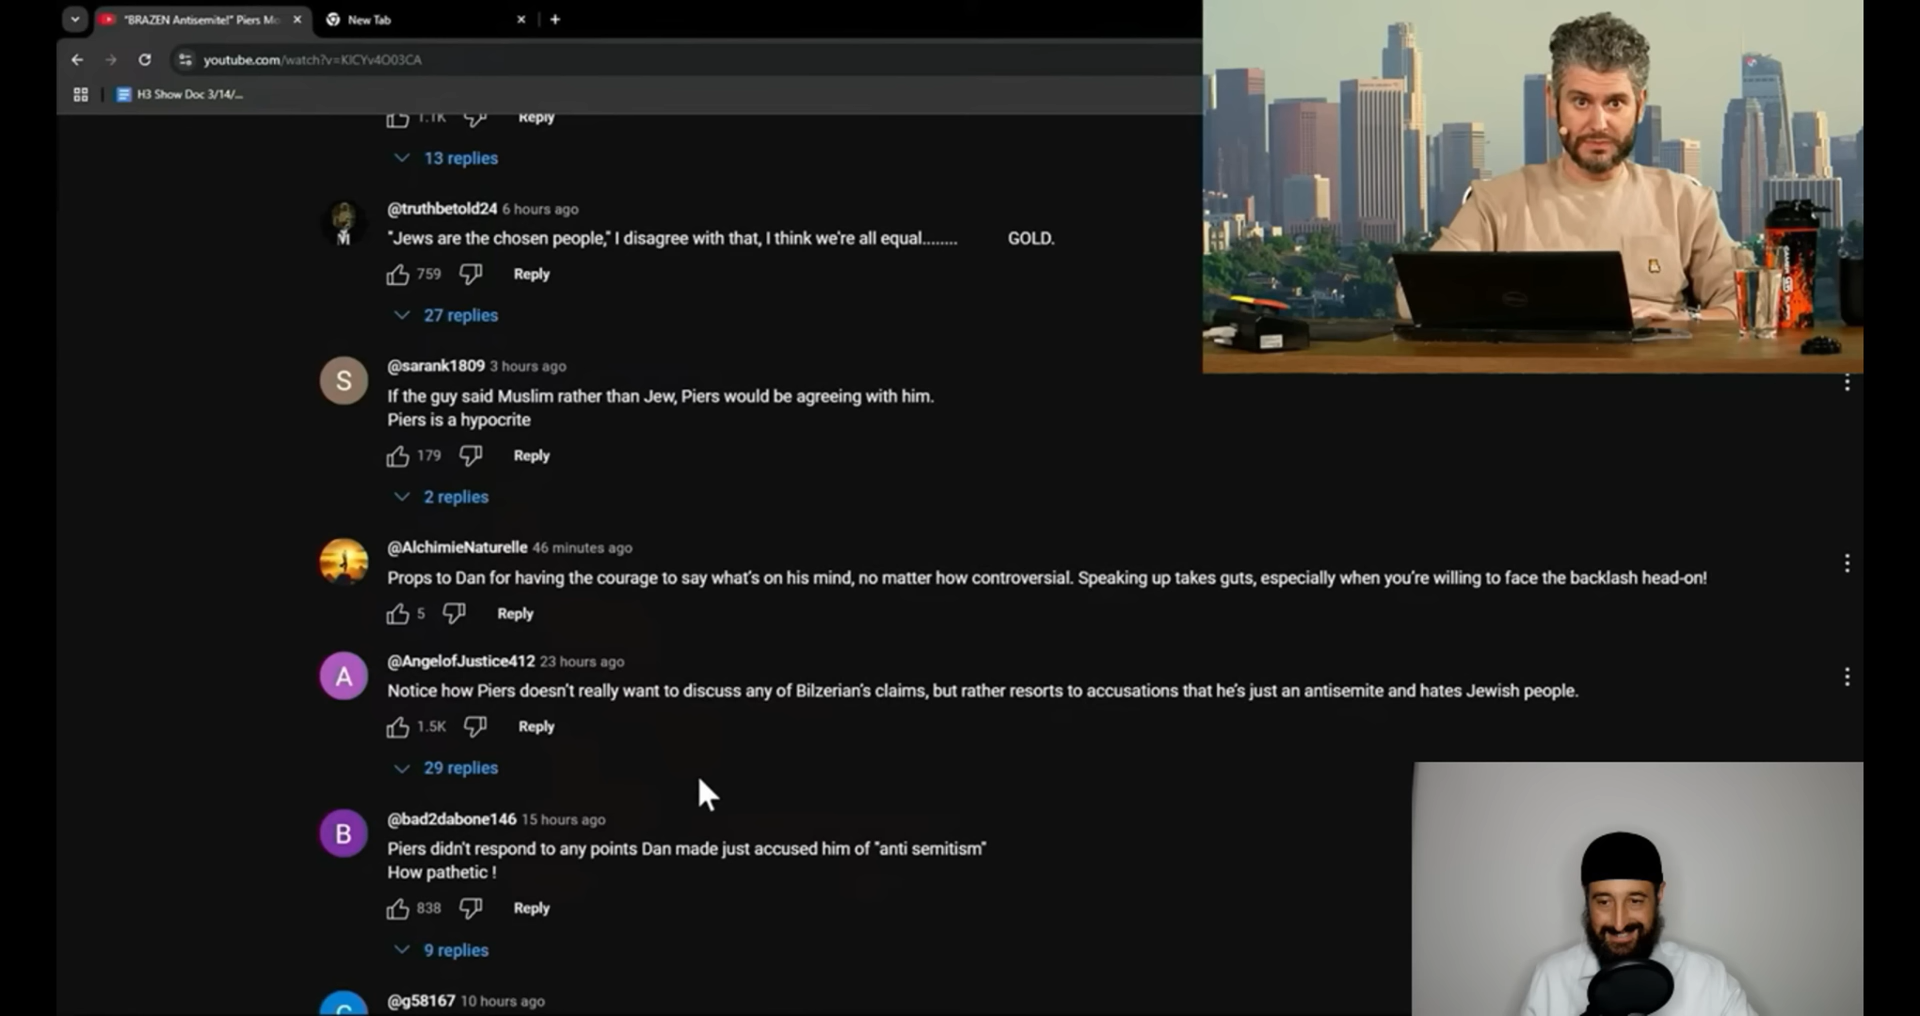 "BRAZEN Antisemite!" Piers Mo
New Tab
youtube.com/watch?v=KlCYv4O03CA
H3 Show Doc 3/14/...
1.1K Reply
13 replies
@truthbetold24 6 hours ago
"Jews are the chosen people," I disagree with that, I think we're all equal........ GOLD.
759 Reply
27 replies
S
@sarank1809 3 hours ago
If the guy said Muslim rather than Jew, Piers would be agreeing with him.
Piers is a hypocrite
179 Reply
2 replies
@AlchimieNaturelle 46 minutes ago
Props to Dan for having the courage to say what's on his mind, no matter how controversial. Speaking up takes guts, especially when you're willing to face the backlash head-on!
5 Reply
A
@AngelofJustice412 23 hours ago
Notice how Piers doesn't really want to discuss any of Bilzerian's claims, but rather resorts to accusations that he's just an antisemite and hates Jewish people.
1.5K Reply
29 replies
B
@bad2dabone146 15 hours ago
Piers didn't respond to any points Dan made just accused him of "anti semitism"
How pathetic !
838 Reply
9 replies
@g58167 10 hours ago